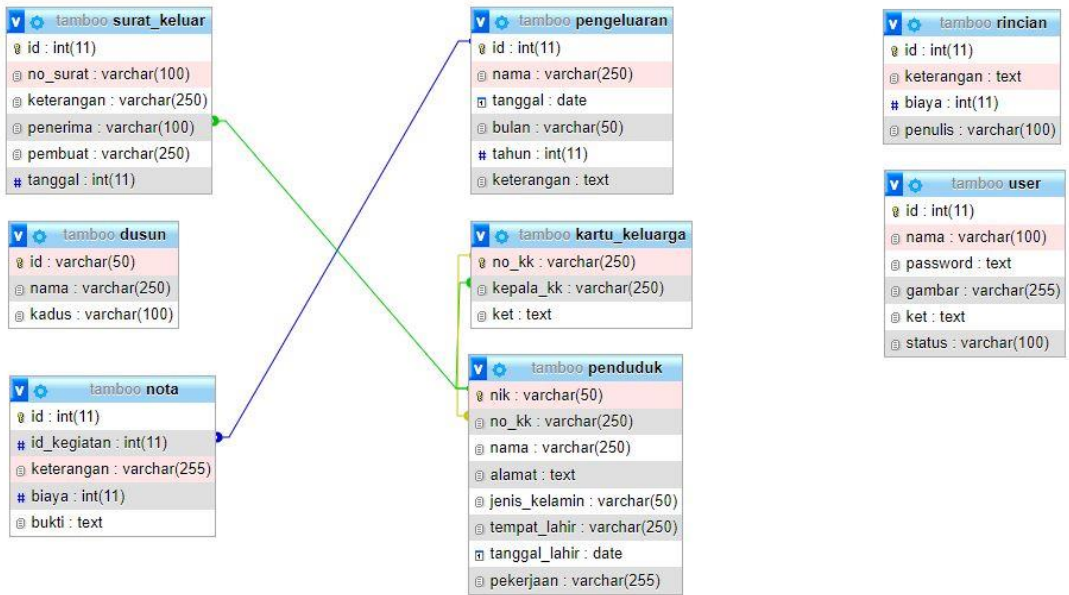 tamboo surat_keluar
id : int(11)
no_surat : varchar(100)
keterangan : varchar(250)
penerima : varchar(100)
pembuat : varchar(250)
# tanggal : int(11)
tamboo dusun
id : varchar(50)
nama : varchar(250)
kadus : varchar(100)
tamboo nota
id : int(11)
# id_kegiatan : int(11)
keterangan : varchar(255)
# biaya : int(11)
bukti : text
tamboo pengeluaran
id : int(11)
nama : varchar(250)
tanggal : date
bulan : varchar(50)
# tahun : int(11)
keterangan : text
tamboo kartu_keluarga
no_kk : varchar(250)
kepala_kk : varchar(250)
ket : text
tamboo penduduk
nik : varchar(50)
no_kk : varchar(250)
nama : varchar(250)
alamat : text
jenis_kelamin : varchar(50)
tempat_lahir : varchar(250)
tanggal_lahir : date
pekerjaan : varchar(255)
tamboo rincian
id : int(11)
keterangan : text
# biaya : int(11)
penulis : varchar(100)
tamboo user
id : int(11)
nama : varchar(100)
password : text
gambar : varchar(255)
ket : text
status : varchar(100)